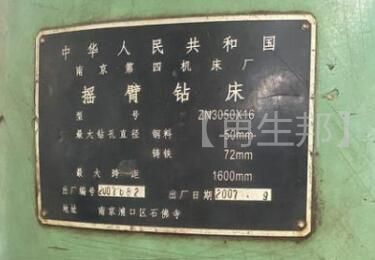 中华人民共和国
南京第四机床厂
摇臂钻床
型号 ZN3050X16
最大钻孔直径 钢料 50mm
铸铁 72mm
最大跨距 1600mm
出厂编号 2007682 出厂日期 2007.9
地址 南京浦口区石佛寺
【再生邦】